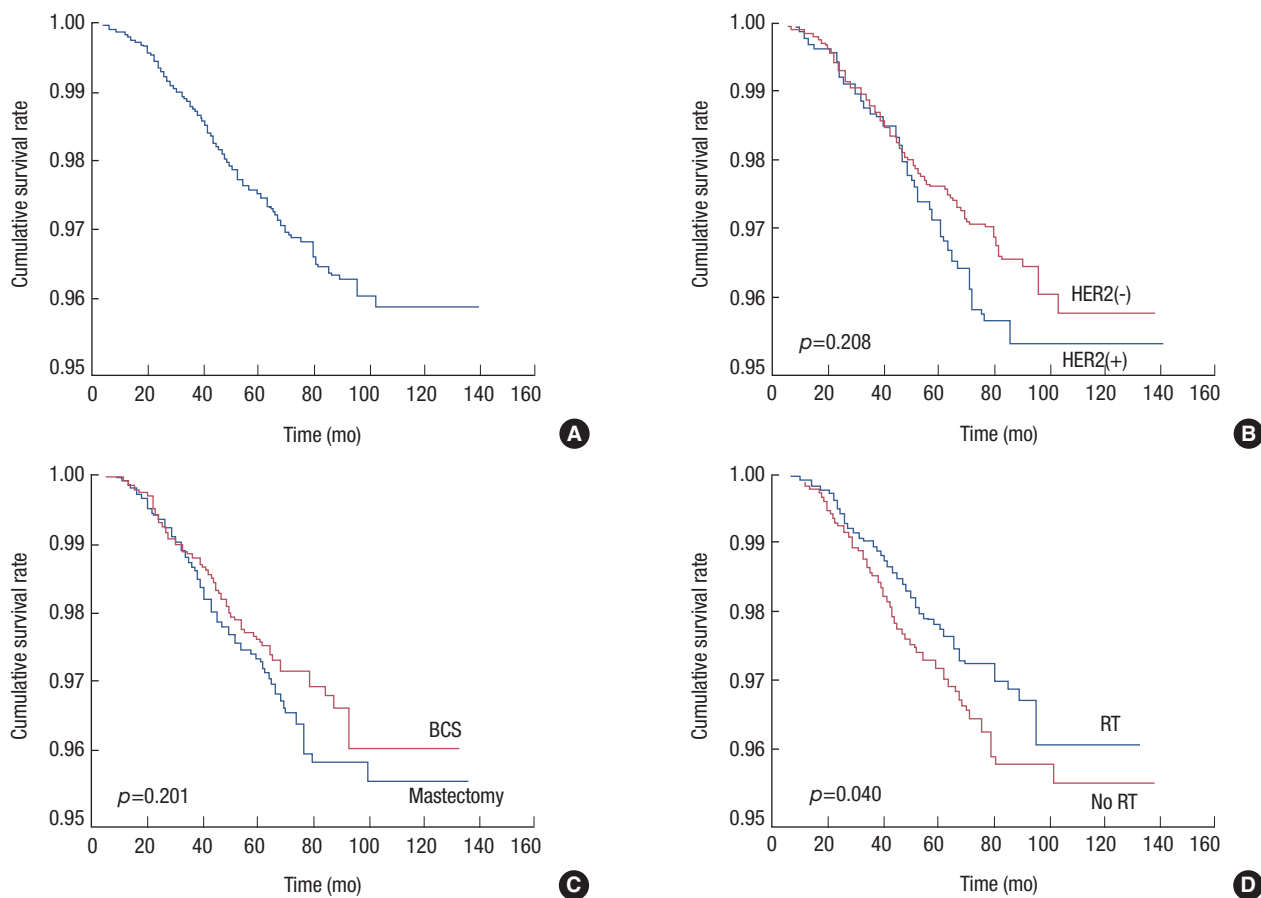 1.00
0.99
0.98
0.97
0.96
0.95
Cumulative survival rate
0 20 40 60 80 100 120 140 160
Time (mo)
A
1.00
0.99
0.98
0.97
0.96
0.95
Cumulative survival rate
HER2(-)
HER2(+)
p=0.208
0 20 40 60 80 100 120 140 160
Time (mo)
B
1.00
0.99
0.98
0.97
0.96
0.95
Cumulative survival rate
BCS
Mastectomy
p=0.201
0 20 40 60 80 100 120 140 160
Time (mo)
C
1.00
0.99
0.98
0.97
0.96
0.95
Cumulative survival rate
RT
No RT
p=0.040
0 20 40 60 80 100 120 140 160
Time (mo)
D